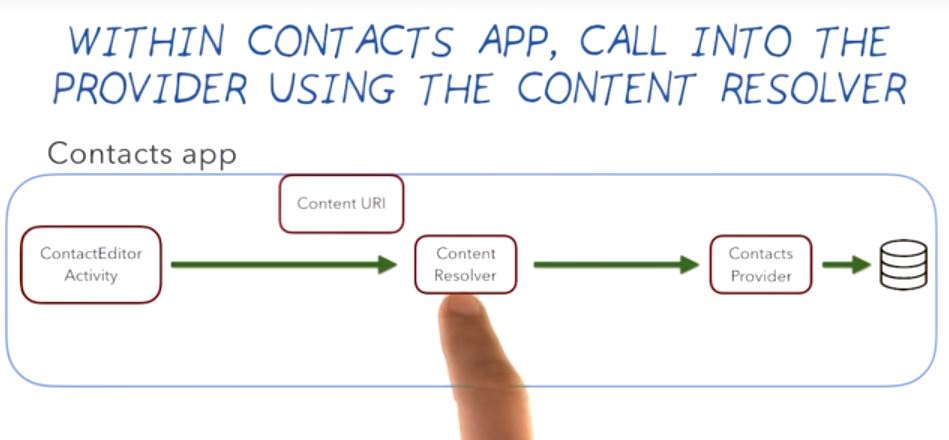 WITHIN CONTACTS APP, CALL INTO THE
PROVIDER USING THE CONTENT RESOLVER
Contacts app
Content URI
ContactEditor
Activity
Content
Resolver
Contacts
Provider